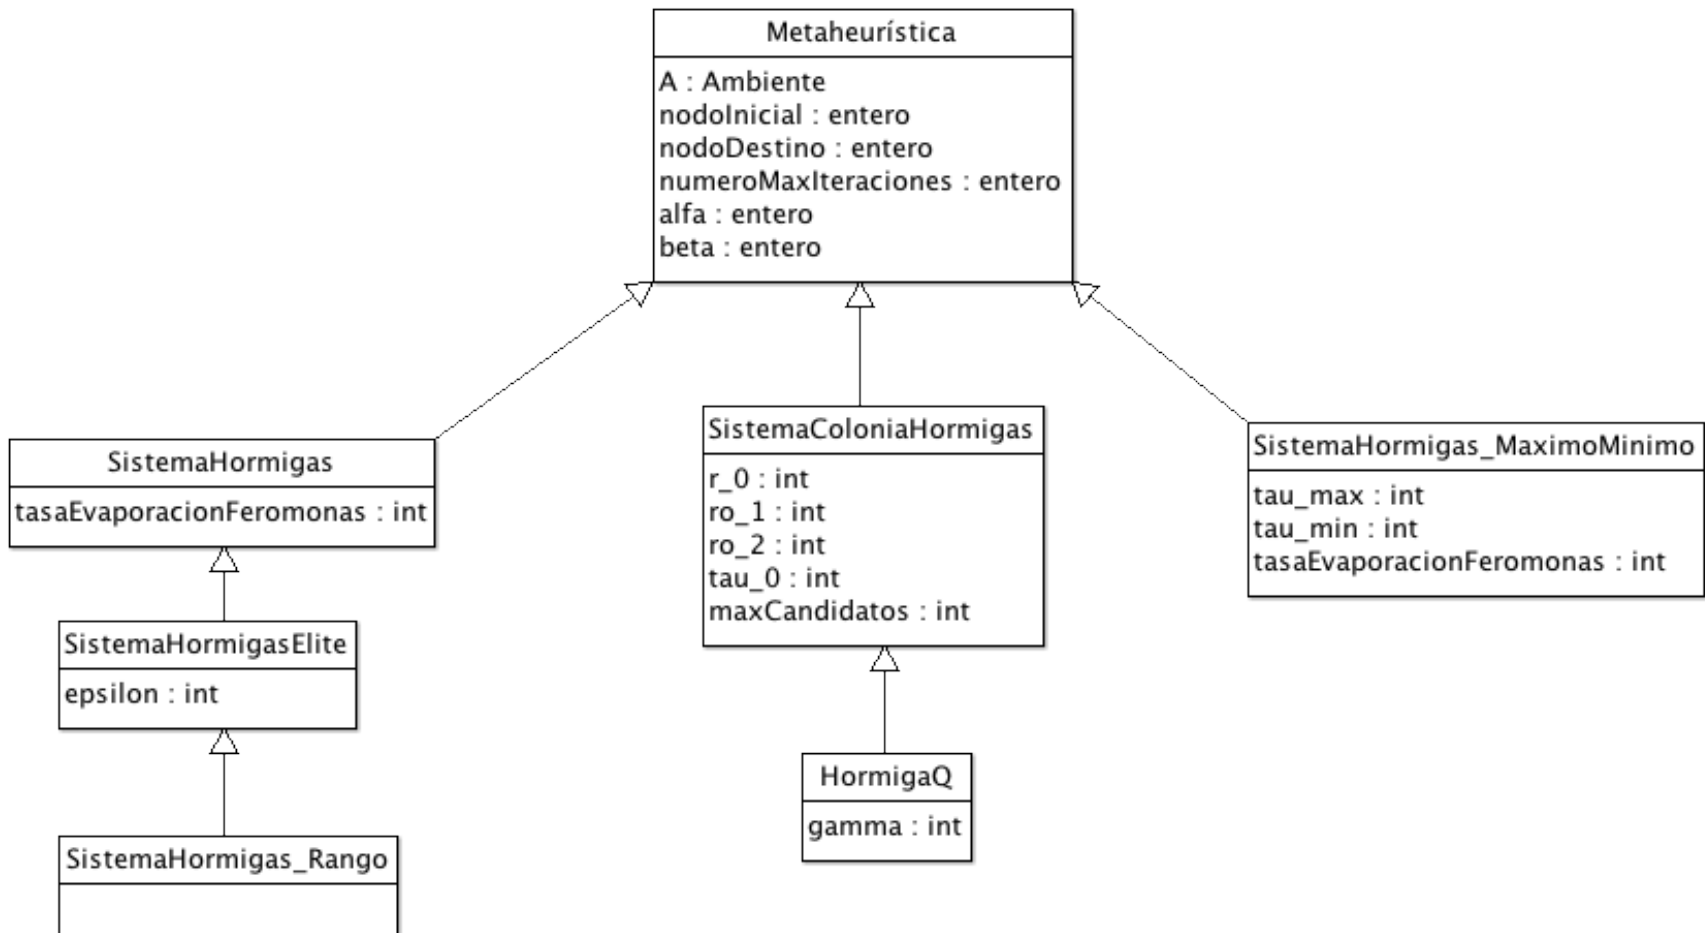 Metaheurística
A : Ambiente
nodoInicial : entero
nodoDestino : entero
numeroMaxIteraciones : entero
alfa : entero
beta : entero
SistemaHormigas
tasaEvaporacionFeromonas : int
SistemaColoniaHormigas
r_0 : int
ro_1 : int
ro_2 : int
tau_0 : int
maxCandidatos : int
SistemaHormigas_MaximoMinimo
tau_max : int
tau_min : int
tasaEvaporacionFeromonas : int
SistemaHormigasElite
epsilon : int
HormigaQ
gamma : int
SistemaHormigas_Rango